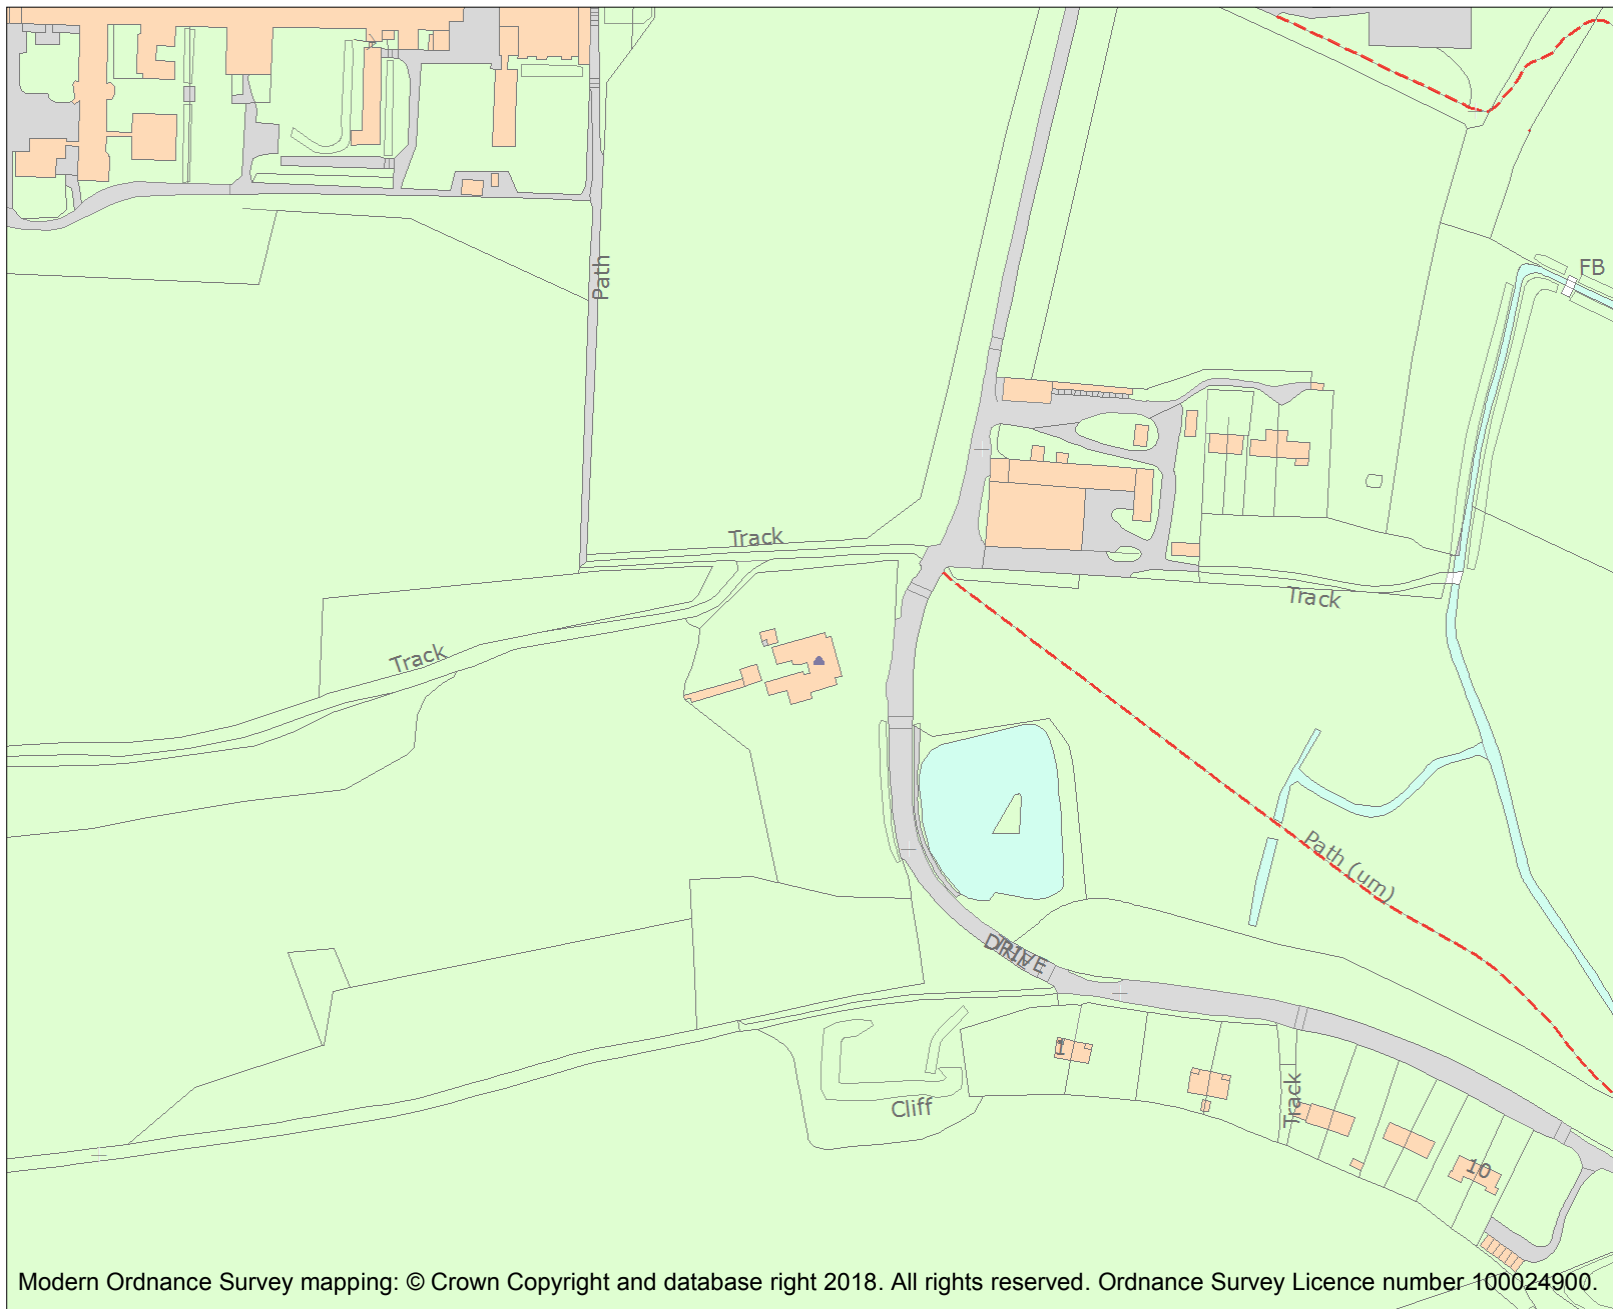 Path
FB
Track
Track
Track
Path (um)
DRIVE
1
Cliff
Track
10
Modern Ordnance Survey mapping: © Crown Copyright and database right 2018. All rights reserved. Ordnance Survey Licence number 100024900.